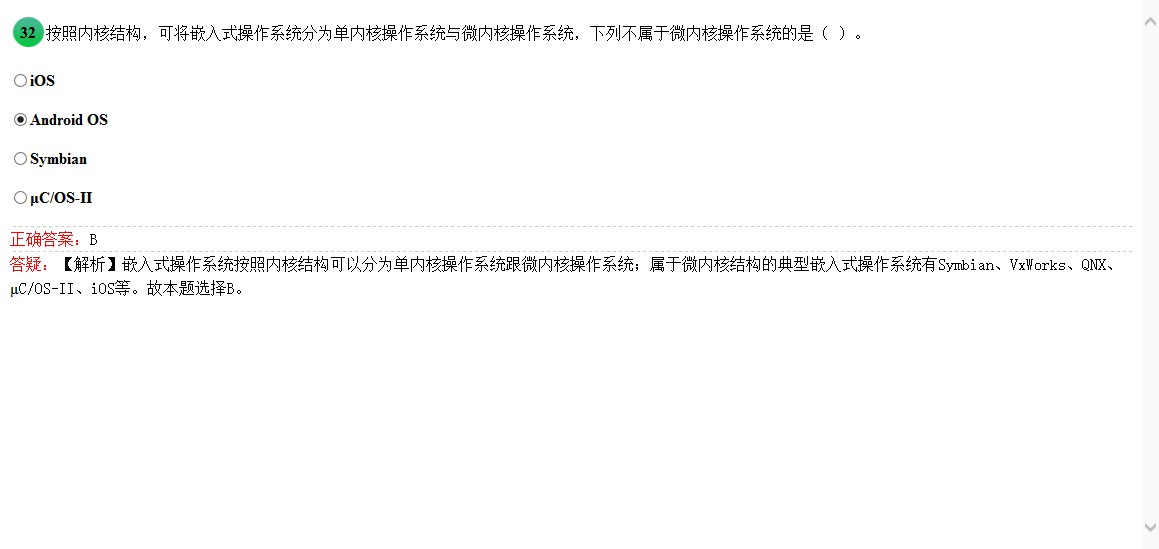 32 按照内核结构，可将嵌入式操作系统分为单内核操作系统与微内核操作系统，下列不属于微内核操作系统的是（ ）。
iOS
Android OS
Symbian
μC/OS-II
正确答案：B
答疑：【解析】嵌入式操作系统按照内核结构可以分为单内核操作系统跟微内核操作系统；属于微内核结构的典型嵌入式操作系统有Symbian、VxWorks、QNX、
μC/OS-II、iOS等。故本题选择B。